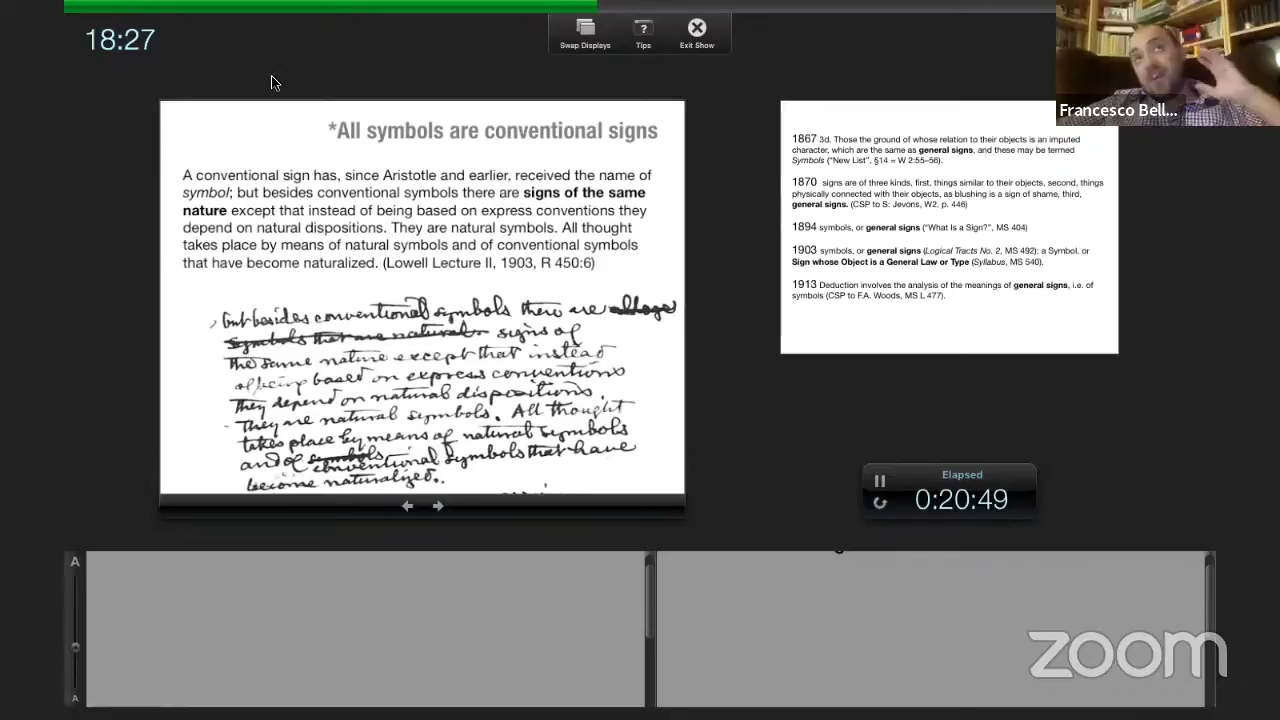 18:27
Swap Displays
Tips
Exit Show
Francesco Bell...
*All symbols are conventional signs
A conventional sign has, since Aristotle and earlier, received the name of
symbol; but besides conventional symbols there are signs of the same
nature except that instead of being based on express conventions they
depend on natural dispositions. They are natural symbols. All thought
takes place by means of natural symbols and of conventional symbols
that have become naturalized. (Lowell Lecture II, 1903, R 450:6)
, but besides conventional symbols there are
symbols that are natural signs of
the same nature except that instead
of being based on express conventions
they depend on natural dispositions.
They are natural symbols. All thought
takes place by means of natural symbols
and of symbols conventional symbols that have
become naturalized.
1867 3d. Those the ground of whose relation to their objects is an imputed
character, which are the same as general signs, and these may be termed
Symbols ("New List", §14 = W 2:55–56).
1870 signs are of three kinds, first, things similar to their objects, second, things
physically connected with their objects, as blushing is a sign of shame, third,
general signs. (CSP to S: Jevons, W2, p. 446)
1894 symbols, or general signs ("What Is a Sign?", MS 404)
1903 symbols, or general signs (Logical Tracts No. 2, MS 492); a Symbol, or
Sign whose Object is a General Law or Type (Syllabus, MS 540).
1913 Deduction involves the analysis of the meanings of general signs, i.e. of
symbols (CSP to F.A. Woods, MS L 477).
Elapsed
0:20:49
A
A
zoom